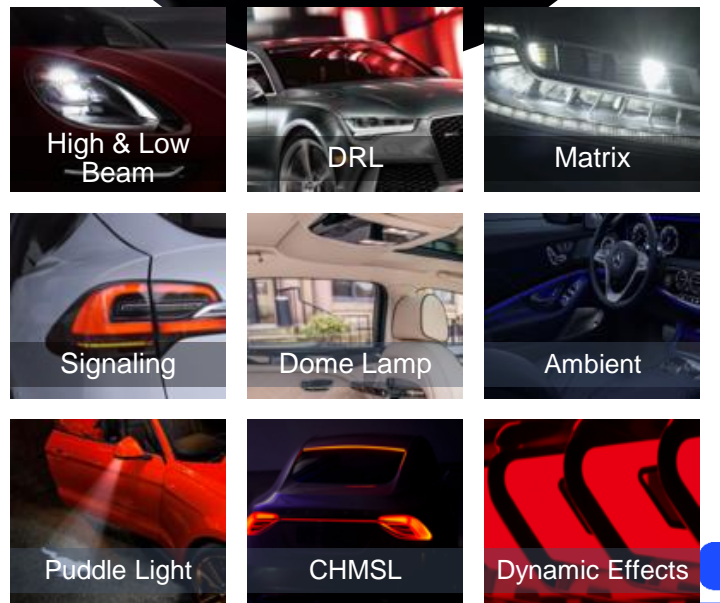 High & Low
Beam
DRL
Matrix
Signaling
Dome Lamp
Ambient
Puddle Light
CHMSL
Dynamic Effects